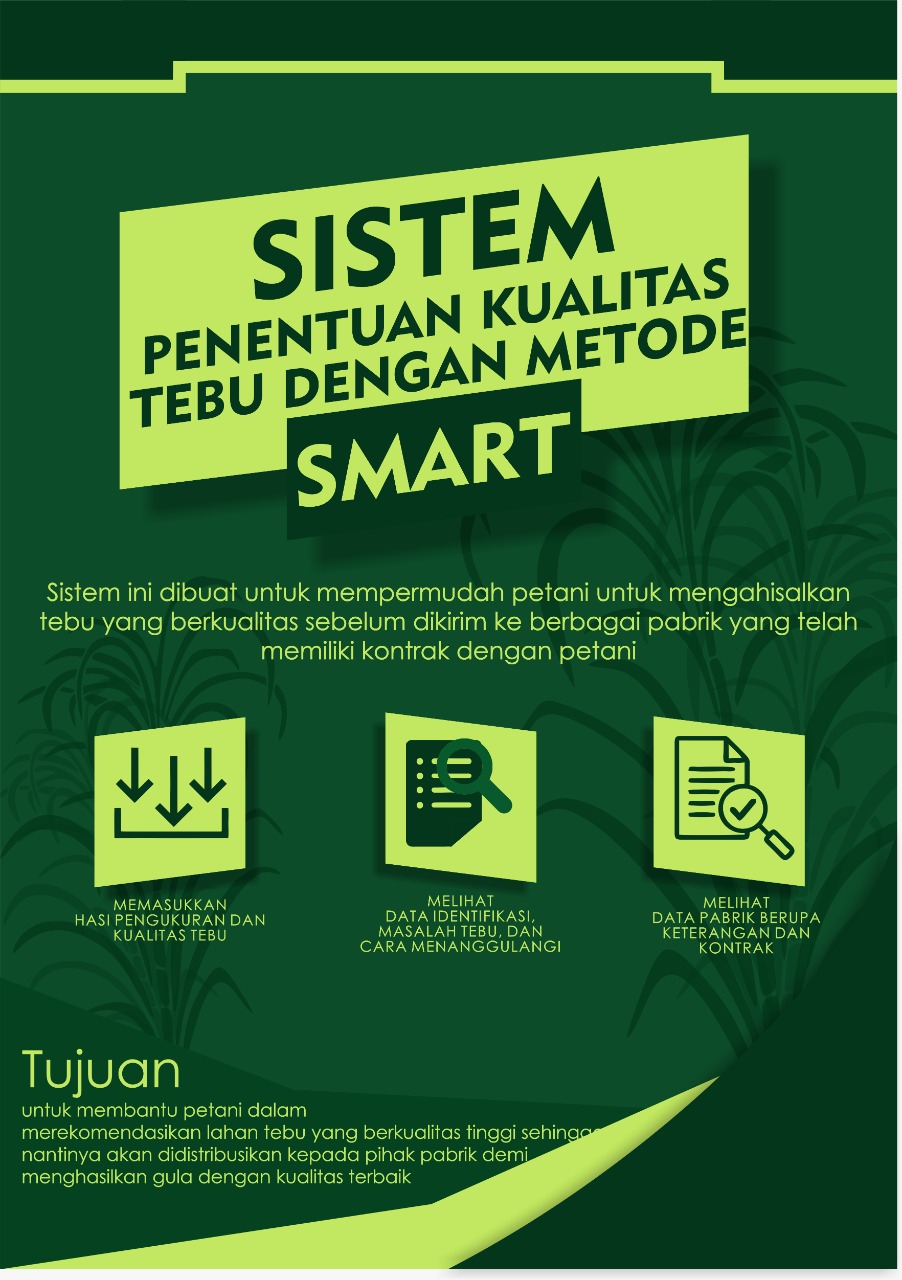 SISTEM
PENENTUAN KUALITAS
TEBU DENGAN METODE
SMART
Sistem ini dibuat untuk mempermudah petani untuk mengahisalkan
tebu yang berkualitas sebelum dikirim ke berbagai pabrik yang telah
memiliki kontrak dengan petani
MEMASUKKAN
HASI PENGUKURAN DAN
KUALITAS TEBU
MELIHAT
DATA IDENTIFIKASI,
MASALAH TEBU, DAN
CARA MENANGGULANGI
MELIHAT
DATA PABRIK BERUPA
KETERANGAN DAN
KONTRAK
Tujuan
untuk membantu petani dalam
merekomendasikan lahan tebu yang berkualitas tinggi sehingga
nantinya akan didistribusikan kepada pihak pabrik demi
menghasilkan gula dengan kualitas terbaik